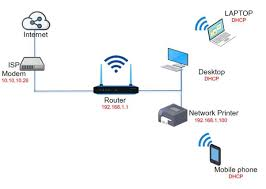 LAPTOP
DHCP
Internet
ISP
Modem
10.10.10.20
Desktop
DHCP
Router
192.168.1.1
Network Printer
192.168.1.100
Mobile phone
DHCP